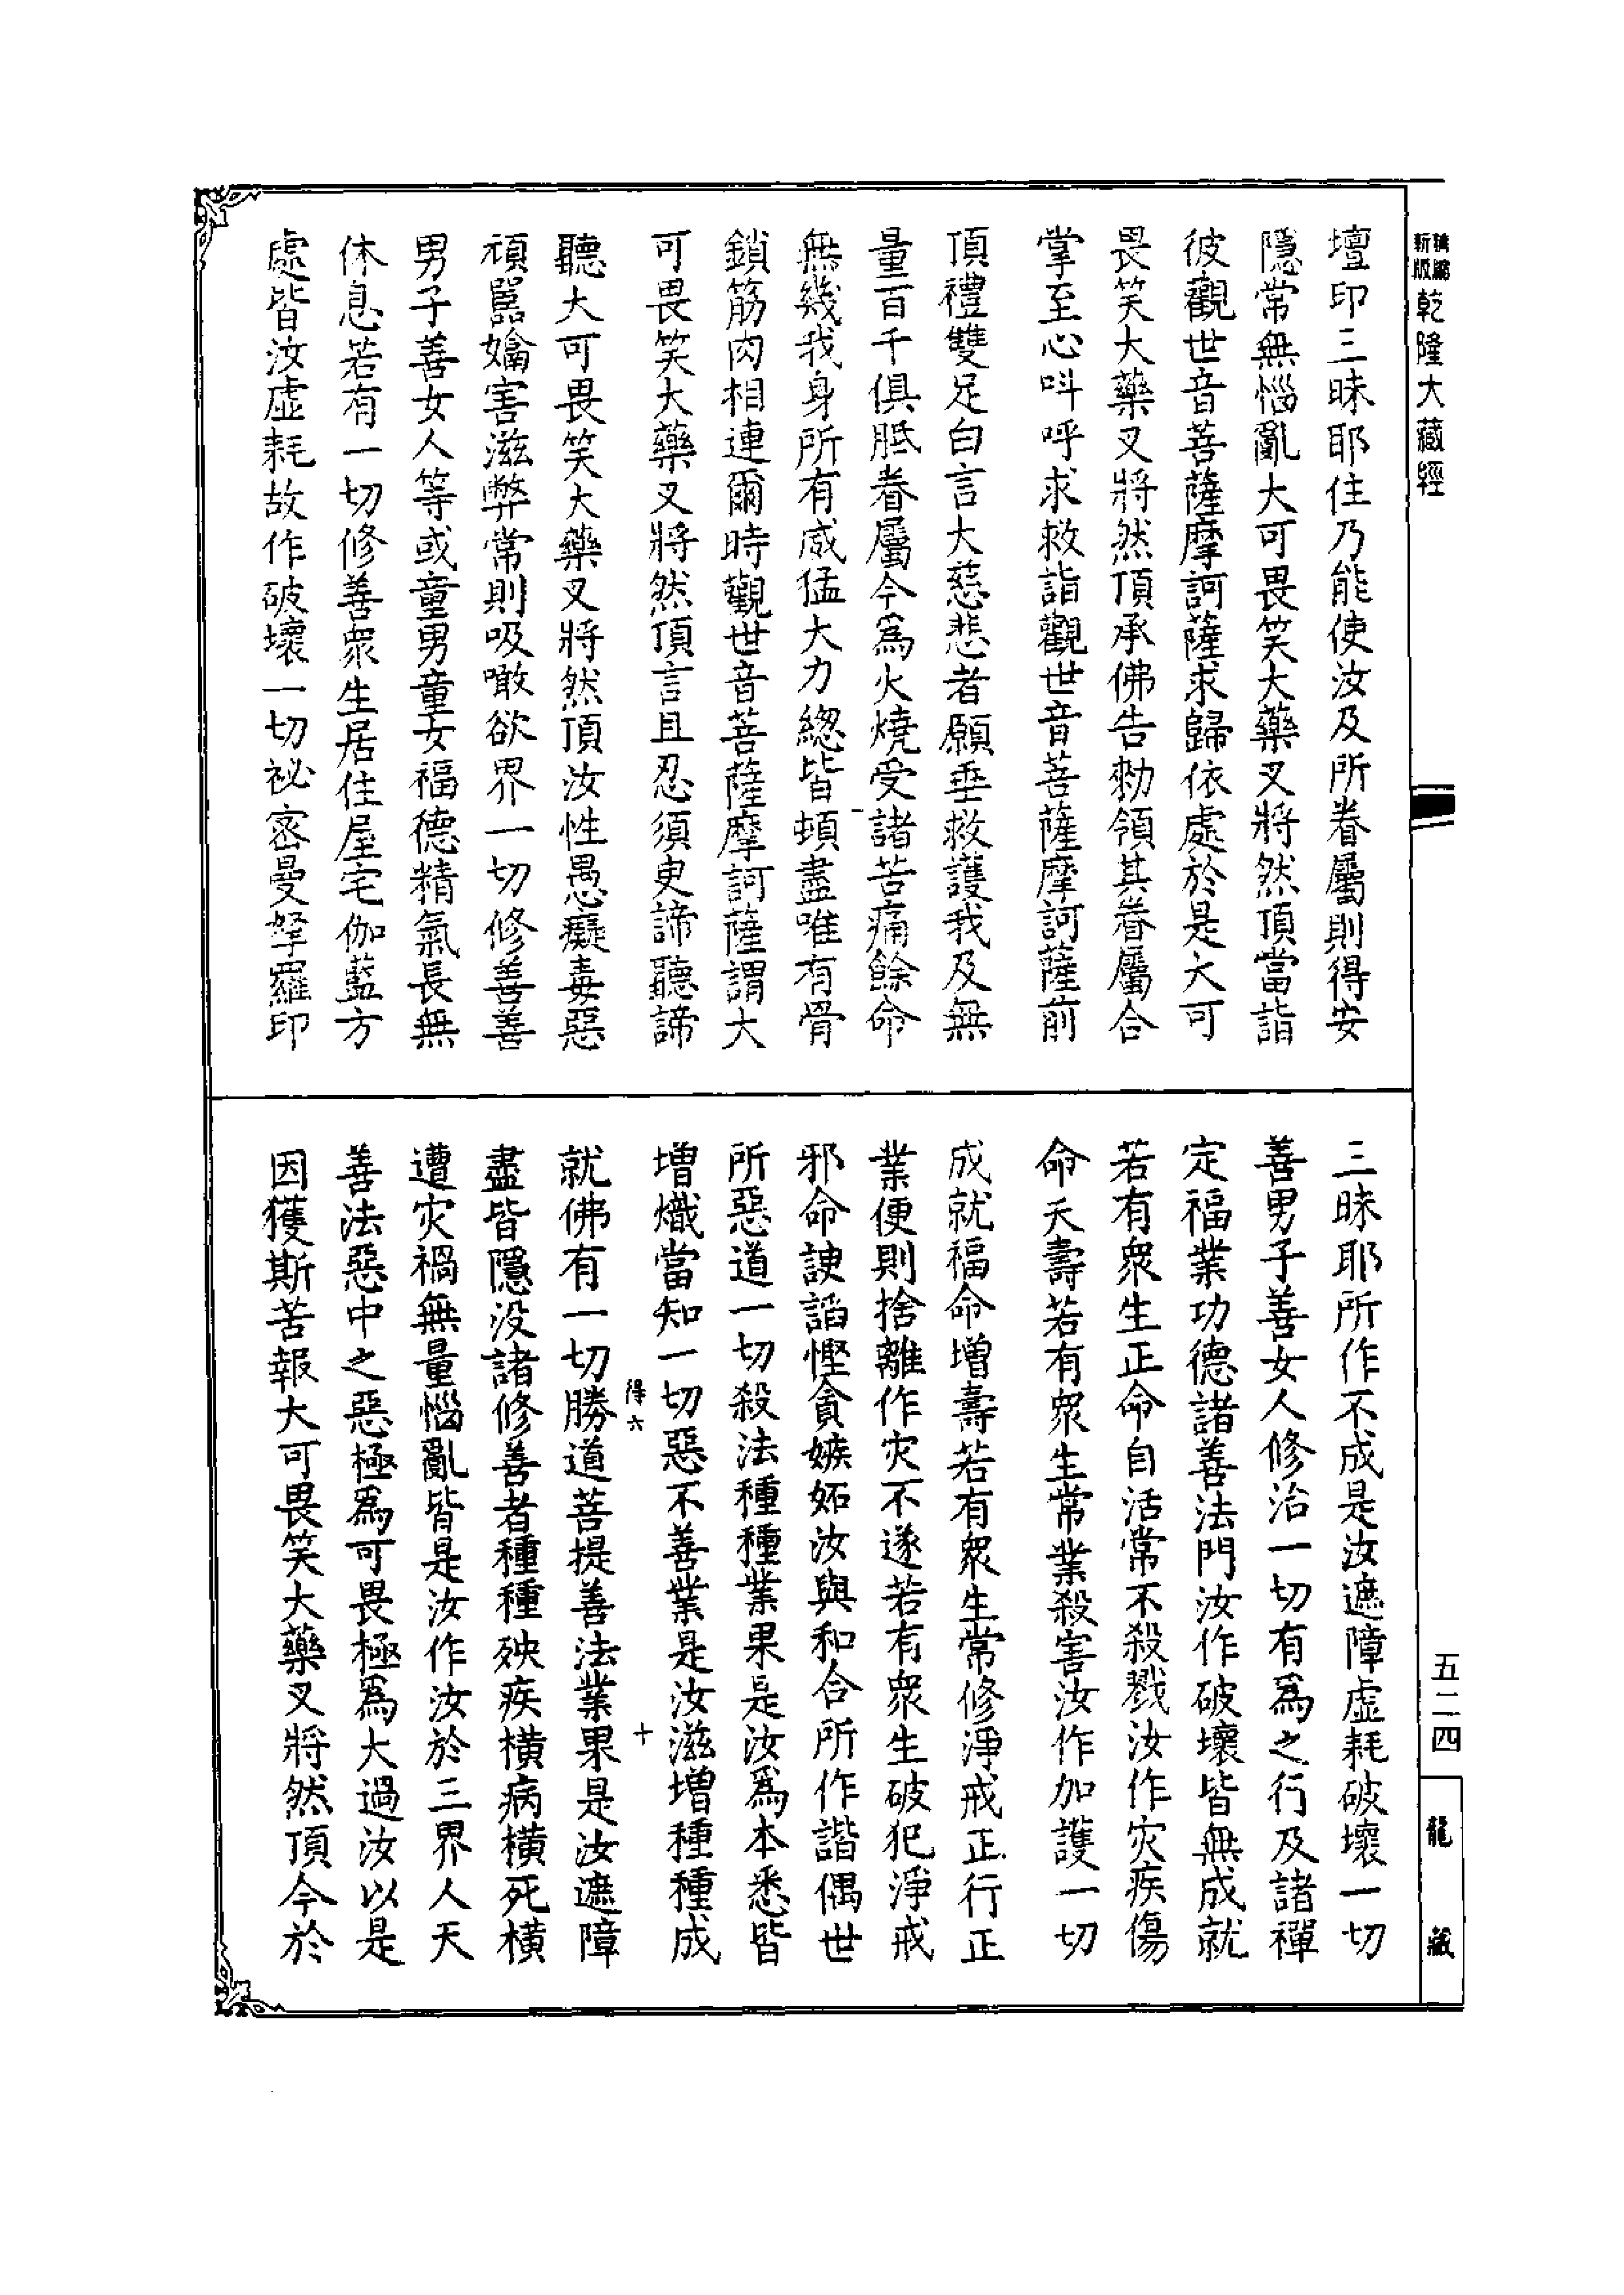 新編縮版 乾隆大藏經
壇印三昧耶住乃能使汝及所眷屬則得安
隱常無惱亂大可畏笑大藥叉將然頂當詣
彼觀世音菩薩摩訶薩求歸依處於是大可
畏笑大藥叉將然頂承佛告勅領其眷屬合
掌至心呌呼求救詣觀世音菩薩摩訶薩前
頂禮雙足白言大慈悲者願垂救護我及無
量百千俱胝眷屬今為火燒受諸苦痛餘命
無幾我身所有威猛大力緫皆頓盡唯有骨
鎖筋肉相連爾時觀世音菩薩摩訶薩謂大
可畏笑大藥叉將然頂言且忍須臾諦聽諦
聽大可畏笑大藥叉將然頂汝性愚癡毒惡
頑嚚㜸害滋弊常則吸噉欲界一切修善善
男子善女人等或童男童女福德精氣長無
休息若有一切修善衆生居住屋宅伽藍方
處皆汝虛耗故作破壞一切祕密曼拏羅印
三昧耶所作不成是汝遮障虛耗破壞一切
善男子善女人修治一切有為之行及諸禪
定福業功德諸善法門汝作破壞皆無成就
若有衆生正命自活常不殺戮汝作灾疾傷
命夭壽若有衆生常業殺害汝作加護一切
成就福命增壽若有衆生常修淨戒正行正
業便則捨離作灾不遂若有衆生破犯淨戒
邪命諛謟慳貪嫉妬汝與和合所作諧偶世
所惡道一切殺法種種業果是汝為本悉皆
增熾當知一切惡不善業是汝滋增種種成
得六 十
就佛有一切勝道菩提善法業果是汝遮障
盡皆隱没諸修善者種種殃疾橫病橫死橫
遭灾禍無量惱亂皆是汝作汝於三界人天
善法惡中之惡極為可畏極為大過汝以是
因獲斯苦報大可畏笑大藥叉將然頂今於
五二四
龍藏